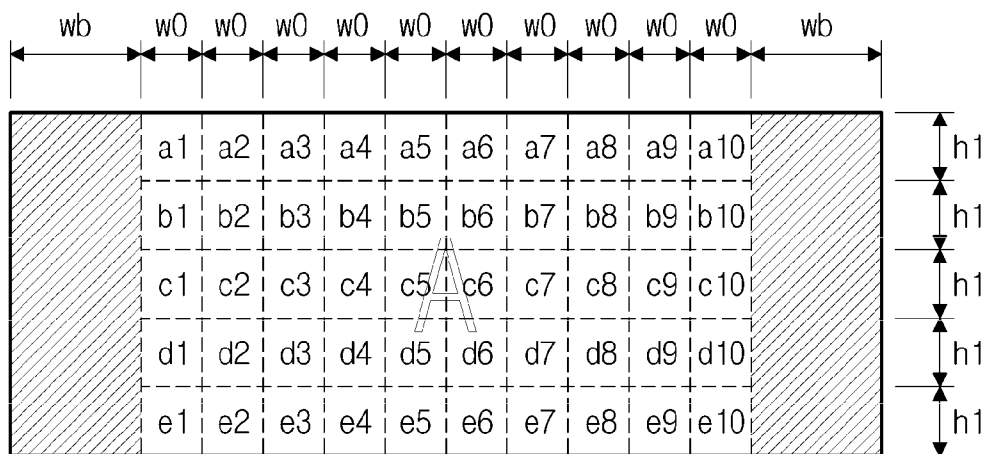 wb w0 w0 w0 w0 w0 w0 w0 w0 w0 w0 wb
a1 a2 a3 a4 a5 a6 a7 a8 a9 a10 h1
b1 b2 b3 b4 b5 b6 b7 b8 b9 b10 h1
A
c1 c2 c3 c4 c5 c6 c7 c8 c9 c10 h1
d1 d2 d3 d4 d5 d6 d7 d8 d9 d10 h1
e1 e2 e3 e4 e5 e6 e7 e8 e9 e10 h1